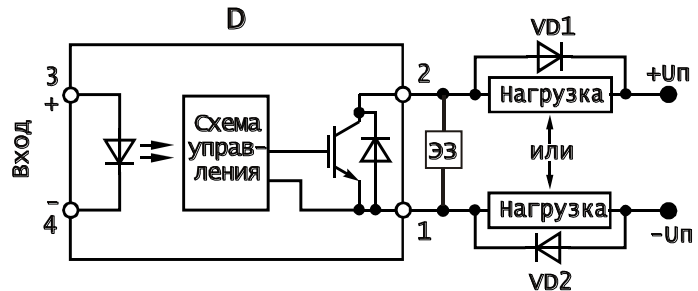 D
VD1
3
+
2
+Uп
Нагрузка
Схема
управ-
ления
Вход
ЭЗ
или
-
4
1
Нагрузка
-Uп
VD2